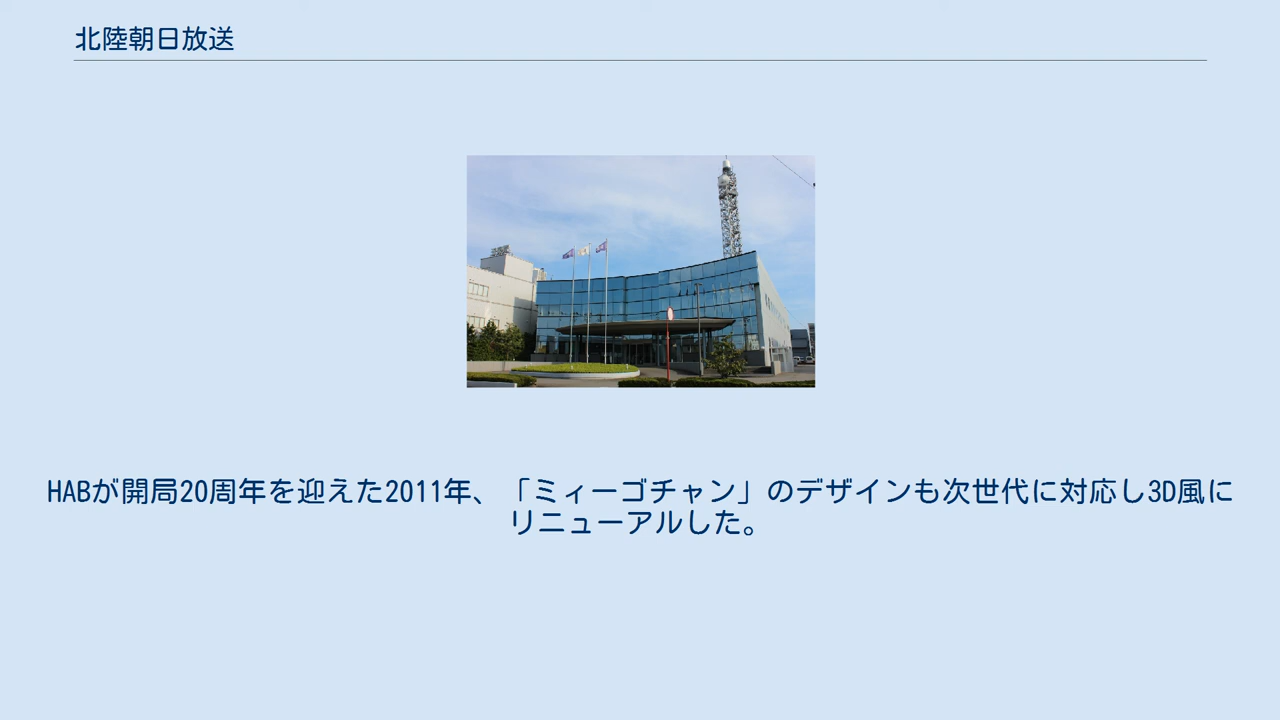 北陸朝日放送
HABが開局20周年を迎えた2011年、「ミィーゴチャン」のデザインも次世代に対応し3D風に
リニューアルした。